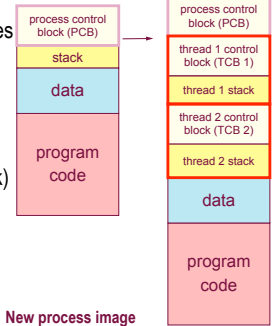 es
process control
block (PCB)
stack
data
k)
program
code
process control
block (PCB)
thread 1 control
block (TCB 1)
thread 1 stack
thread 2 control
block (TCB 2)
thread 2 stack
data
program
code
New process image